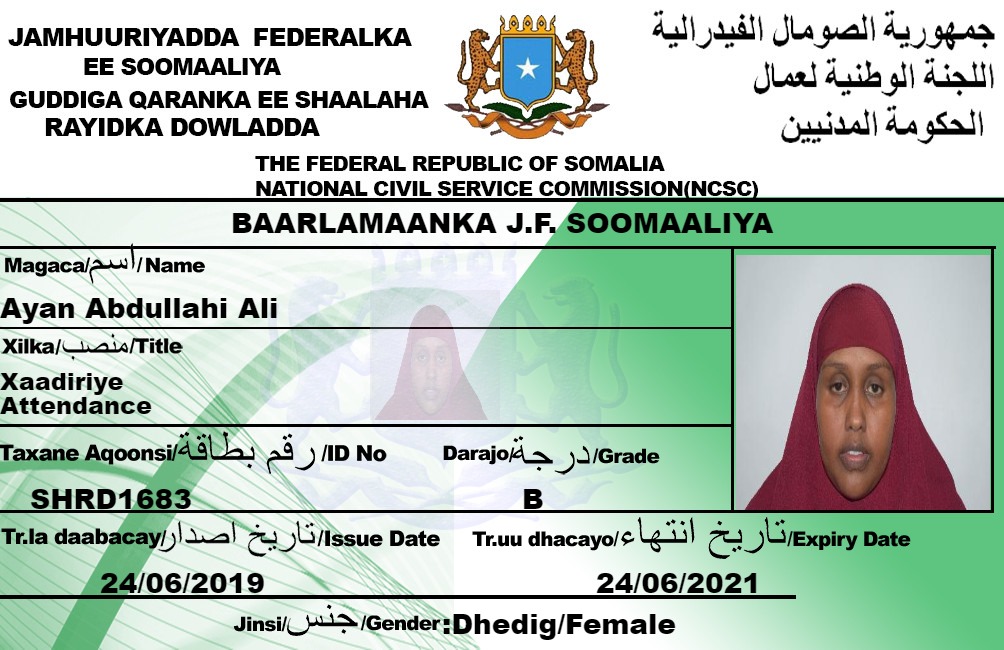 JAMHUURIYADDA FEDERALKA
EE SOOMAALIYA
GUDDIGA QARANKA EE SHAALAHA
RAYIDKA DOWLADDA
جمهورية الصومال الفيدرالية
اللجنة الوطنية لعمال
الحكومة المدنيين
THE FEDERAL REPUBLIC OF SOMALIA
NATIONAL CIVIL SERVICE COMMISSION(NCSC)
BAARLAMAANKA J.F. SOOMAALIYA
Magaca/اسم/Name
Ayan Abdullahi Ali
Xilka/منصب/Title
Xaadiriye
Attendance
Taxane Aqoonsi/رقم بطاقة/ID No
Darajo/درجة/Grade
SHRD1683
B
Tr.la daabacay/تاريخ اصدار/Issue Date
Tr.uu dhacayo/تاريخ انتهاء/Expiry Date
24/06/2019
24/06/2021
Jinsi/جنس/Gender:Dhedig/Female